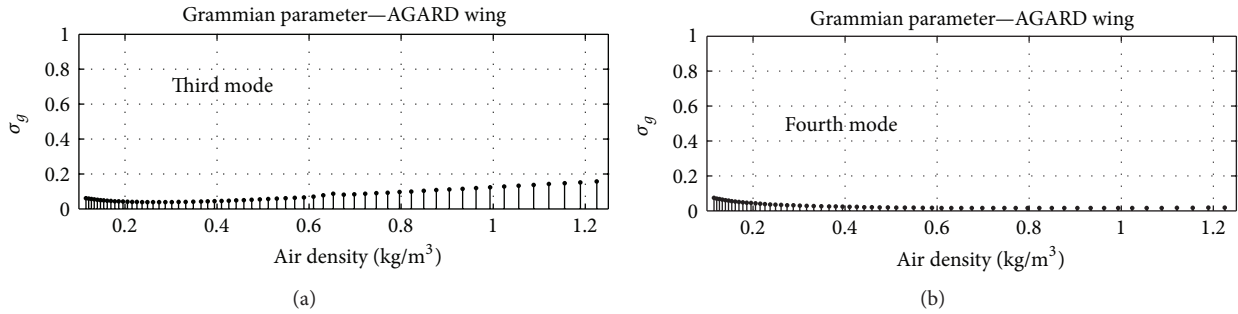 Grammian parameter—AGARD wing
1
0.8
0.6
0.4
0.2
0
σg
Third mode
0.2 0.4 0.6 0.8 1 1.2
Air density (kg/m³)
(a)
Grammian parameter—AGARD wing
1
0.8
0.6
0.4
0.2
0
σg
Fourth mode
0.2 0.4 0.6 0.8 1 1.2
Air density (kg/m³)
(b)